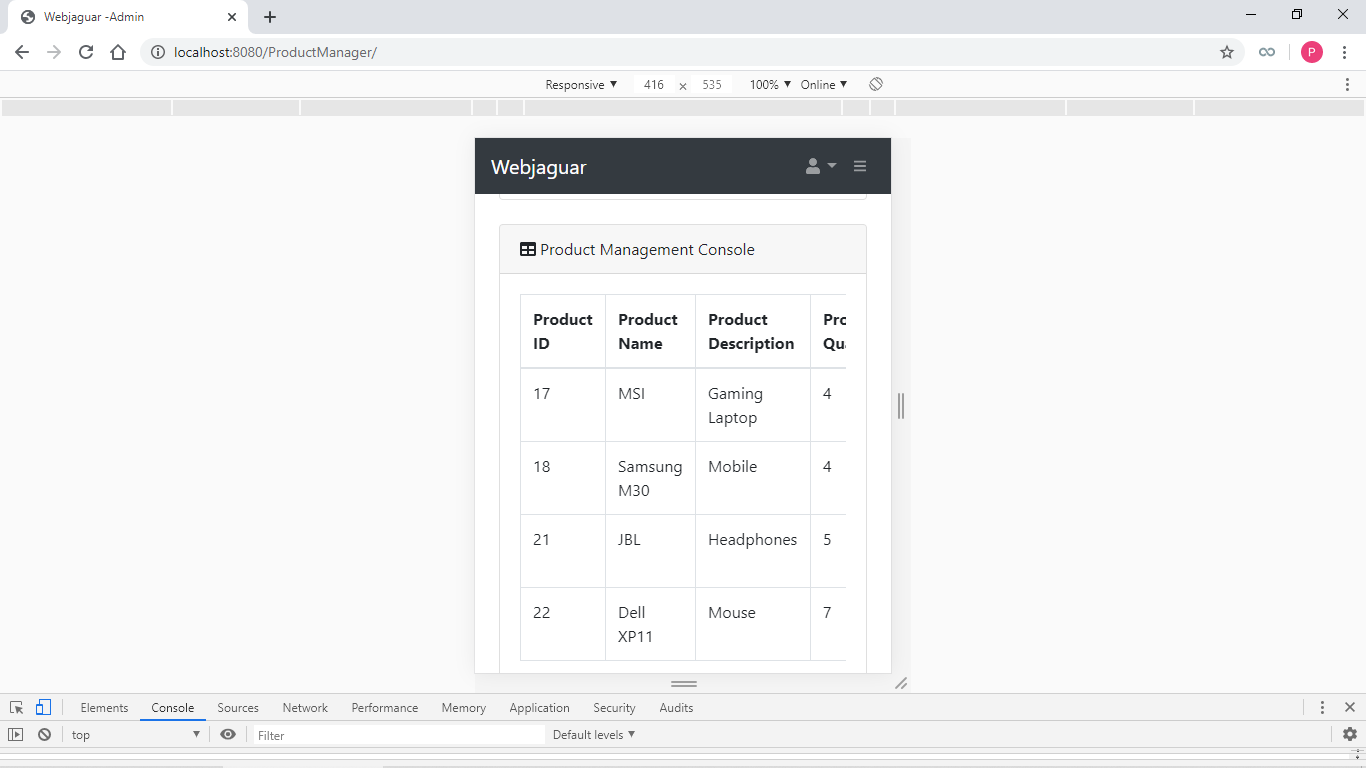 Webjaguar -Admin
localhost:8080/ProductManager/
P
Responsive 416 x 535 100% Online
Webjaguar
Product Management Console
Product ID Product Name Product Description Pro Qu
17 MSI Gaming Laptop 4
18 Samsung M30 Mobile 4
21 JBL Headphones 5
22 Dell XP11 Mouse 7
Elements Console Sources Network Performance Memory Application Security Audits
top Filter Default levels